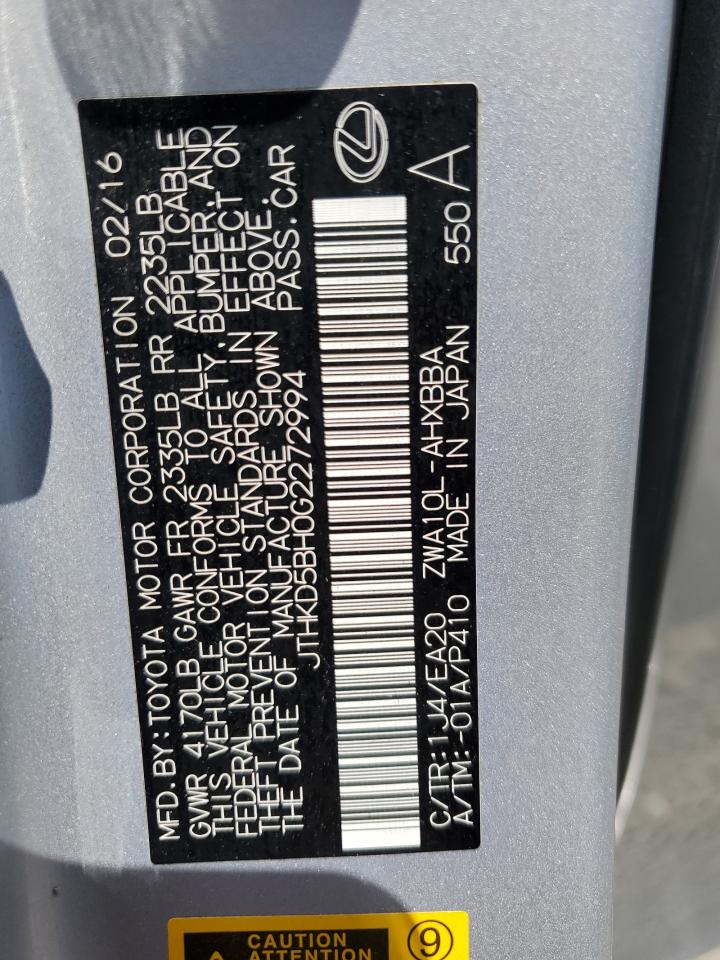 MFD. BY: TOYOTA MOTOR CORPORATION 02/16
GVWR 4170LB GAWR FR 2335LB RR 2235LB
THIS VEHICLE CONFORMS TO ALL APPLICABLE
FEDERAL MOTOR VEHICLE SAFETY, BUMPER, AND
THEFT PREVENTION STANDARDS IN EFFECT ON
THE DATE OF MANUFACTURE SHOWN ABOVE.
JTHKD5BH0G2272994 PASS. CAR
C/TR: 1J4/EA20 ZWA10L-AHXBBA 550 A
A/TM: -01A/P410 MADE IN JAPAN
CAUTION 9
ATTENTION